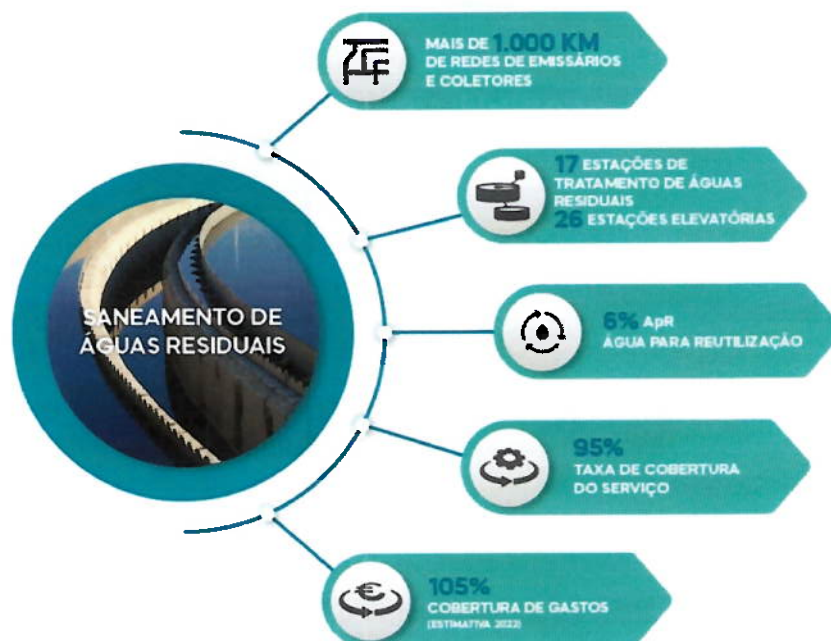 MAIS DE 1.000 KM
DE REDES DE EMISSÁRIOS
E COLETORES
17 ESTAÇÕES DE
TRATAMENTO DE ÁGUAS
RESIDUAIS
26 ESTAÇÕES ELEVATÓRIAS
SANEAMENTO DE
ÁGUAS RESIDUAIS
6% ApR
ÁGUA PARA REUTILIZAÇÃO
95%
TAXA DE COBERTURA
DO SERVIÇO
105%
COBERTURA DE GASTOS
(ESTIMATIVA 2022)